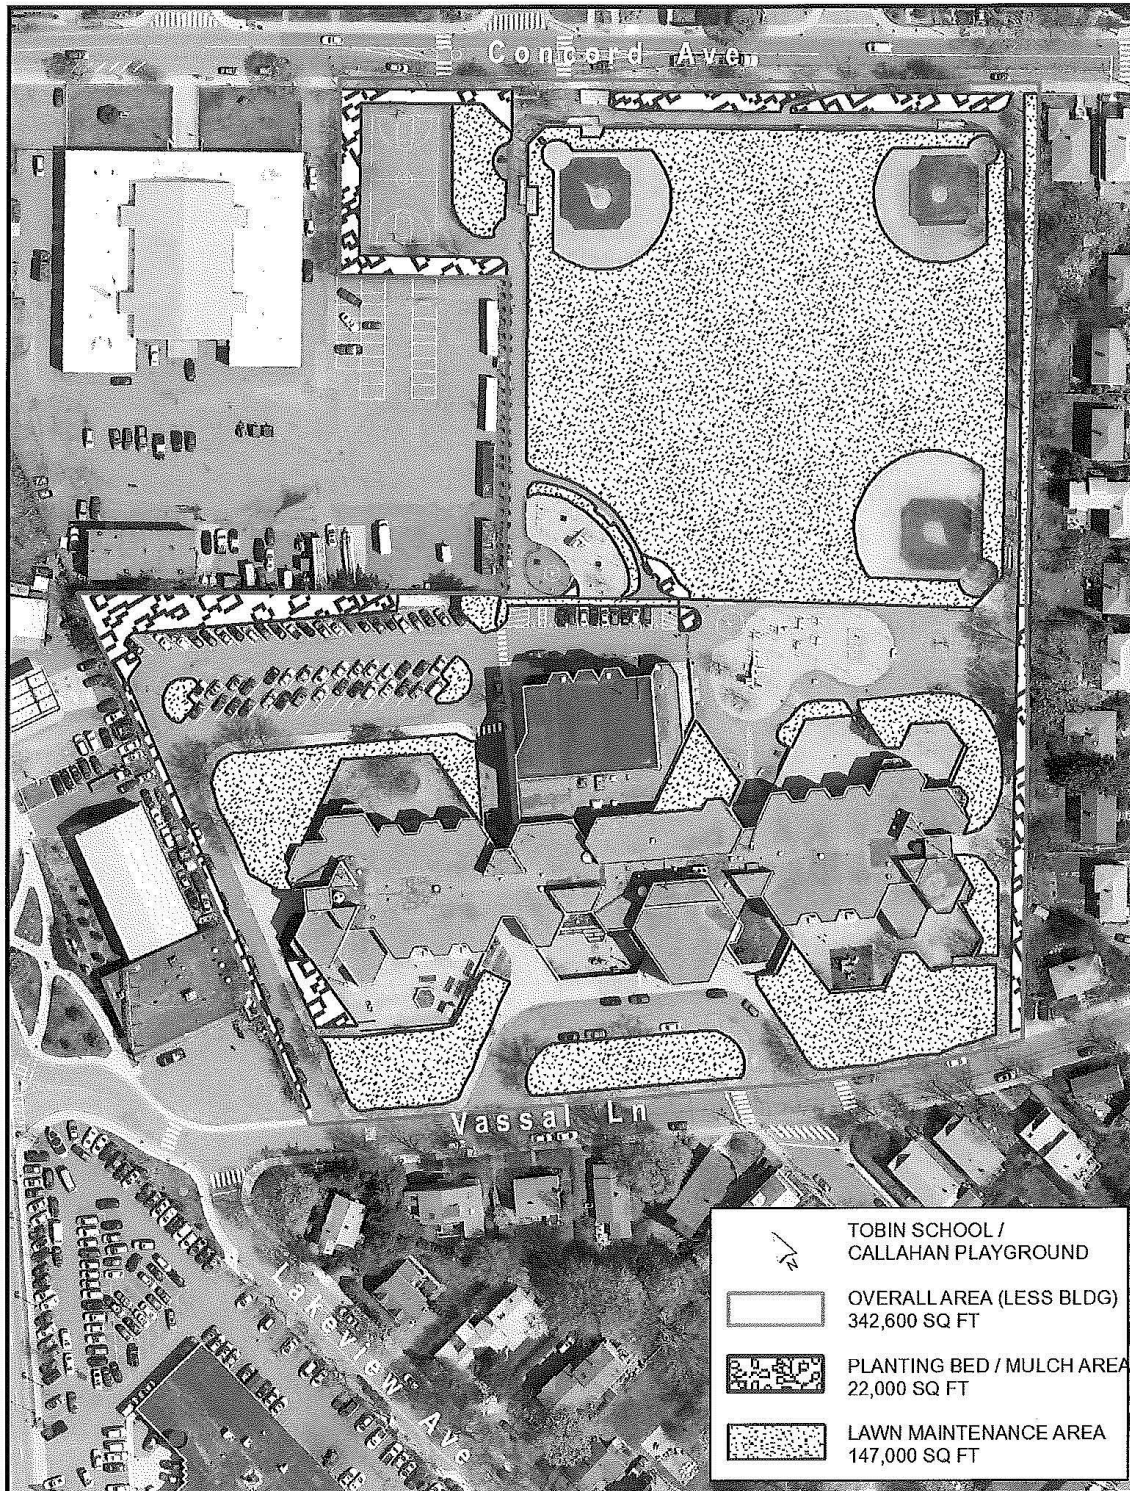 Concord Ave
Vassal Ln
Lakeview Ave
N
TOBIN SCHOOL /
CALLAHAN PLAYGROUND
OVERALL AREA (LESS BLDG)
342,600 SQ FT
PLANTING BED / MULCH AREA
22,000 SQ FT
LAWN MAINTENANCE AREA
147,000 SQ FT